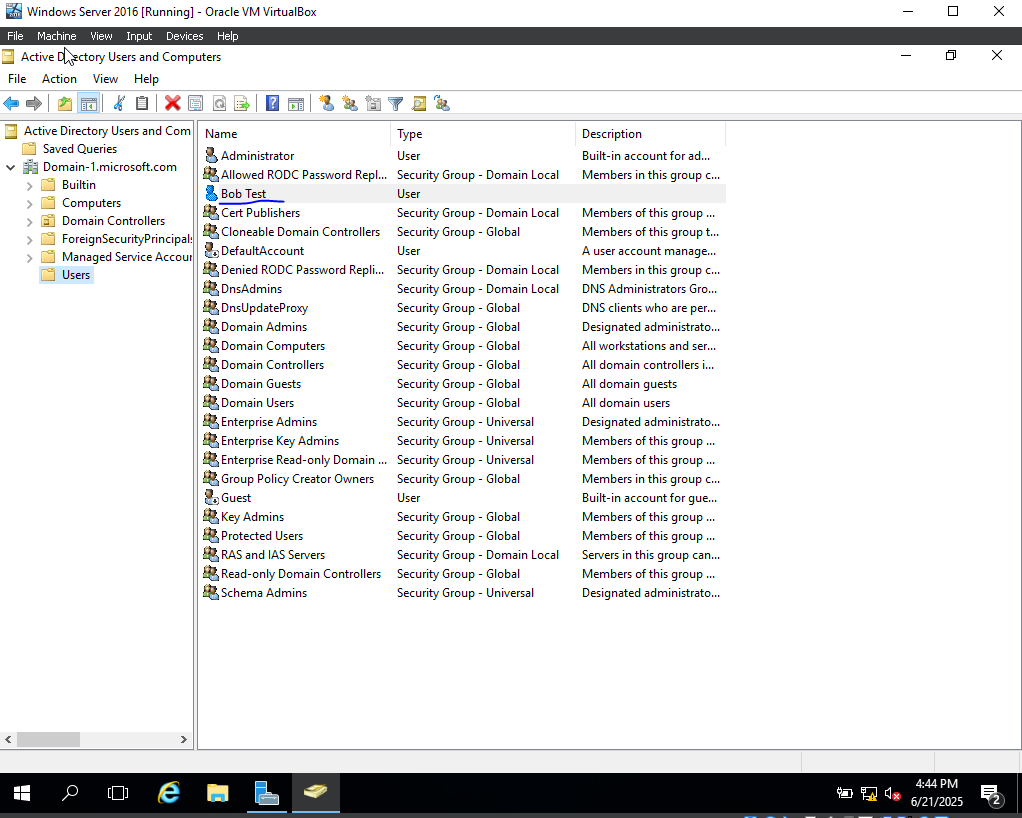 Windows Server 2016 [Running] - Oracle VM VirtualBox
File Machine View Input Devices Help
Active Directory Users and Computers
File Action View Help
Active Directory Users and Com
Saved Queries
Domain-1.microsoft.com
Builtin
Computers
Domain Controllers
ForeignSecurityPrincipals
Managed Service Accour
Users
Name Type Description
Administrator User Built-in account for ad...
Allowed RODC Password Repl... Security Group - Domain Local Members in this group c...
Bob Test User
Cert Publishers Security Group - Domain Local Members of this group ...
Cloneable Domain Controllers Security Group - Global Members of this group t...
DefaultAccount User A user account manage...
Denied RODC Password Repli... Security Group - Domain Local Members in this group c...
DnsAdmins Security Group - Domain Local DNS Administrators Gro...
DnsUpdateProxy Security Group - Global DNS clients who are per...
Domain Admins Security Group - Global Designated administrato...
Domain Computers Security Group - Global All workstations and ser...
Domain Controllers Security Group - Global All domain controllers i...
Domain Guests Security Group - Global All domain guests
Domain Users Security Group - Global All domain users
Enterprise Admins Security Group - Universal Designated administrato...
Enterprise Key Admins Security Group - Universal Members of this group ...
Enterprise Read-only Domain ... Security Group - Universal Members of this group ...
Group Policy Creator Owners Security Group - Global Members in this group c...
Guest User Built-in account for gue...
Key Admins Security Group - Global Members of this group ...
Protected Users Security Group - Global Members of this group ...
RAS and IAS Servers Security Group - Domain Local Servers in this group can...
Read-only Domain Controllers Security Group - Global Members of this group ...
Schema Admins Security Group - Universal Designated administrato...
4:44 PM
6/21/2025
2